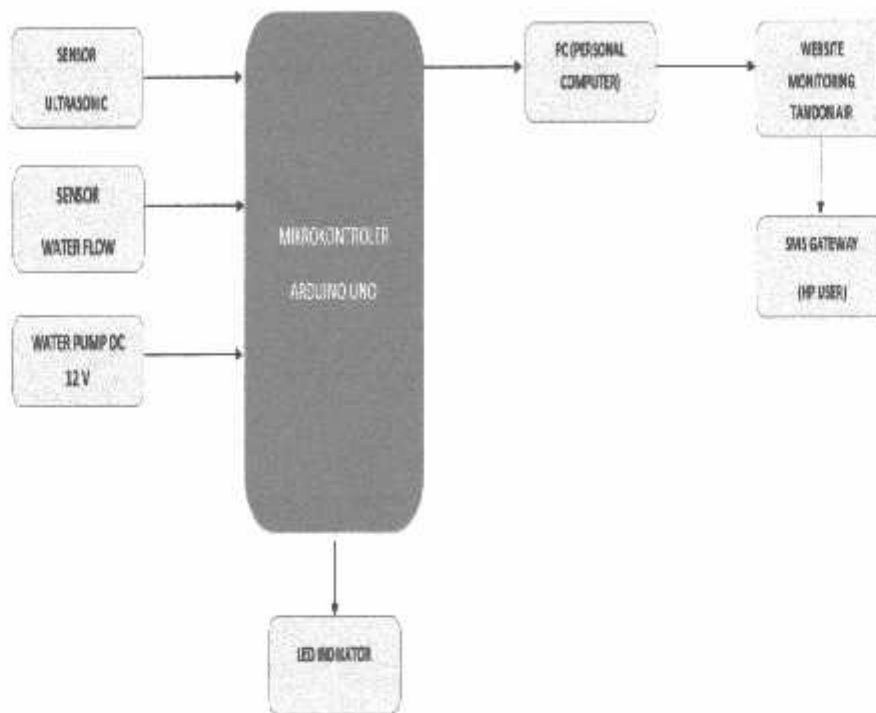 SENSOR
ULTRASONIC
SENSOR
WATER FLOW
WATER PUMP DC
12 V
MIKROKONTROLER
ARDUINO UNO
PC (PERSONAL
COMPUTER)
WEBSITE
MONITORING
TANDON AIR
SMS GATEWAY
(HP USER)
LED INDIKATOR